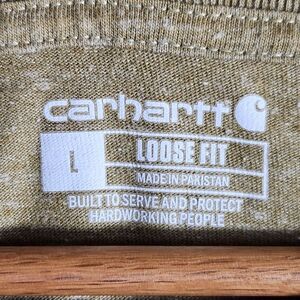 carhartt
L
LOOSE FIT
MADE IN PAKISTAN
BUILT TO SERVE AND PROTECT
HARDWORKING PEOPLE